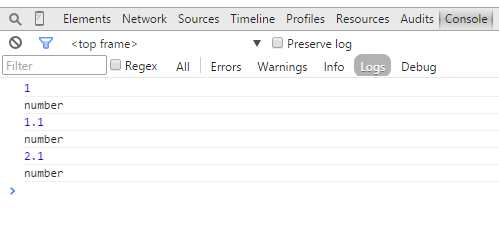 Elements Network Sources Timeline Profiles Resources Audits Console
<top frame> ▼ Preserve log
Filter Regex All Errors Warnings Info Logs Debug
1
number
1.1
number
2.1
number
>